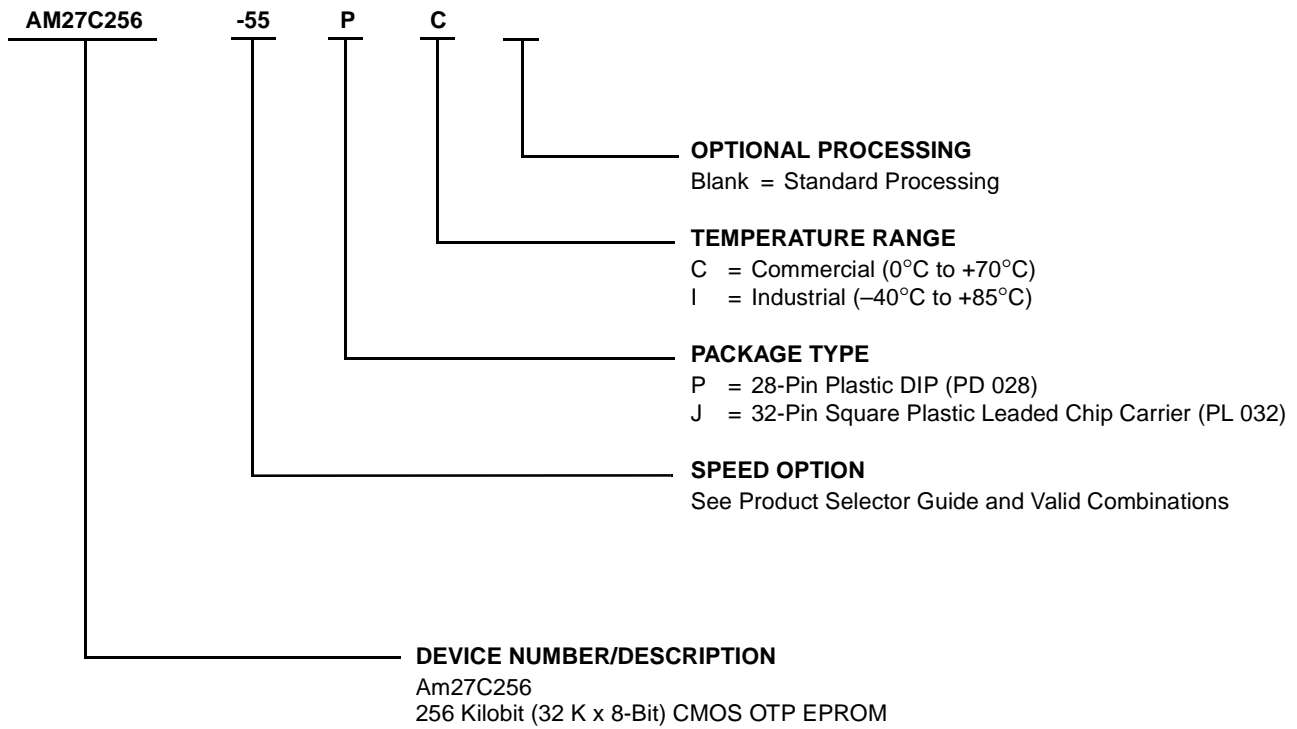 AM27C256 -55 P C
OPTIONAL PROCESSING
Blank = Standard Processing
TEMPERATURE RANGE
C = Commercial (0°C to +70°C)
I = Industrial (–40°C to +85°C)
PACKAGE TYPE
P = 28-Pin Plastic DIP (PD 028)
J = 32-Pin Square Plastic Leaded Chip Carrier (PL 032)
SPEED OPTION
See Product Selector Guide and Valid Combinations
DEVICE NUMBER/DESCRIPTION
Am27C256
256 Kilobit (32 K x 8-Bit) CMOS OTP EPROM